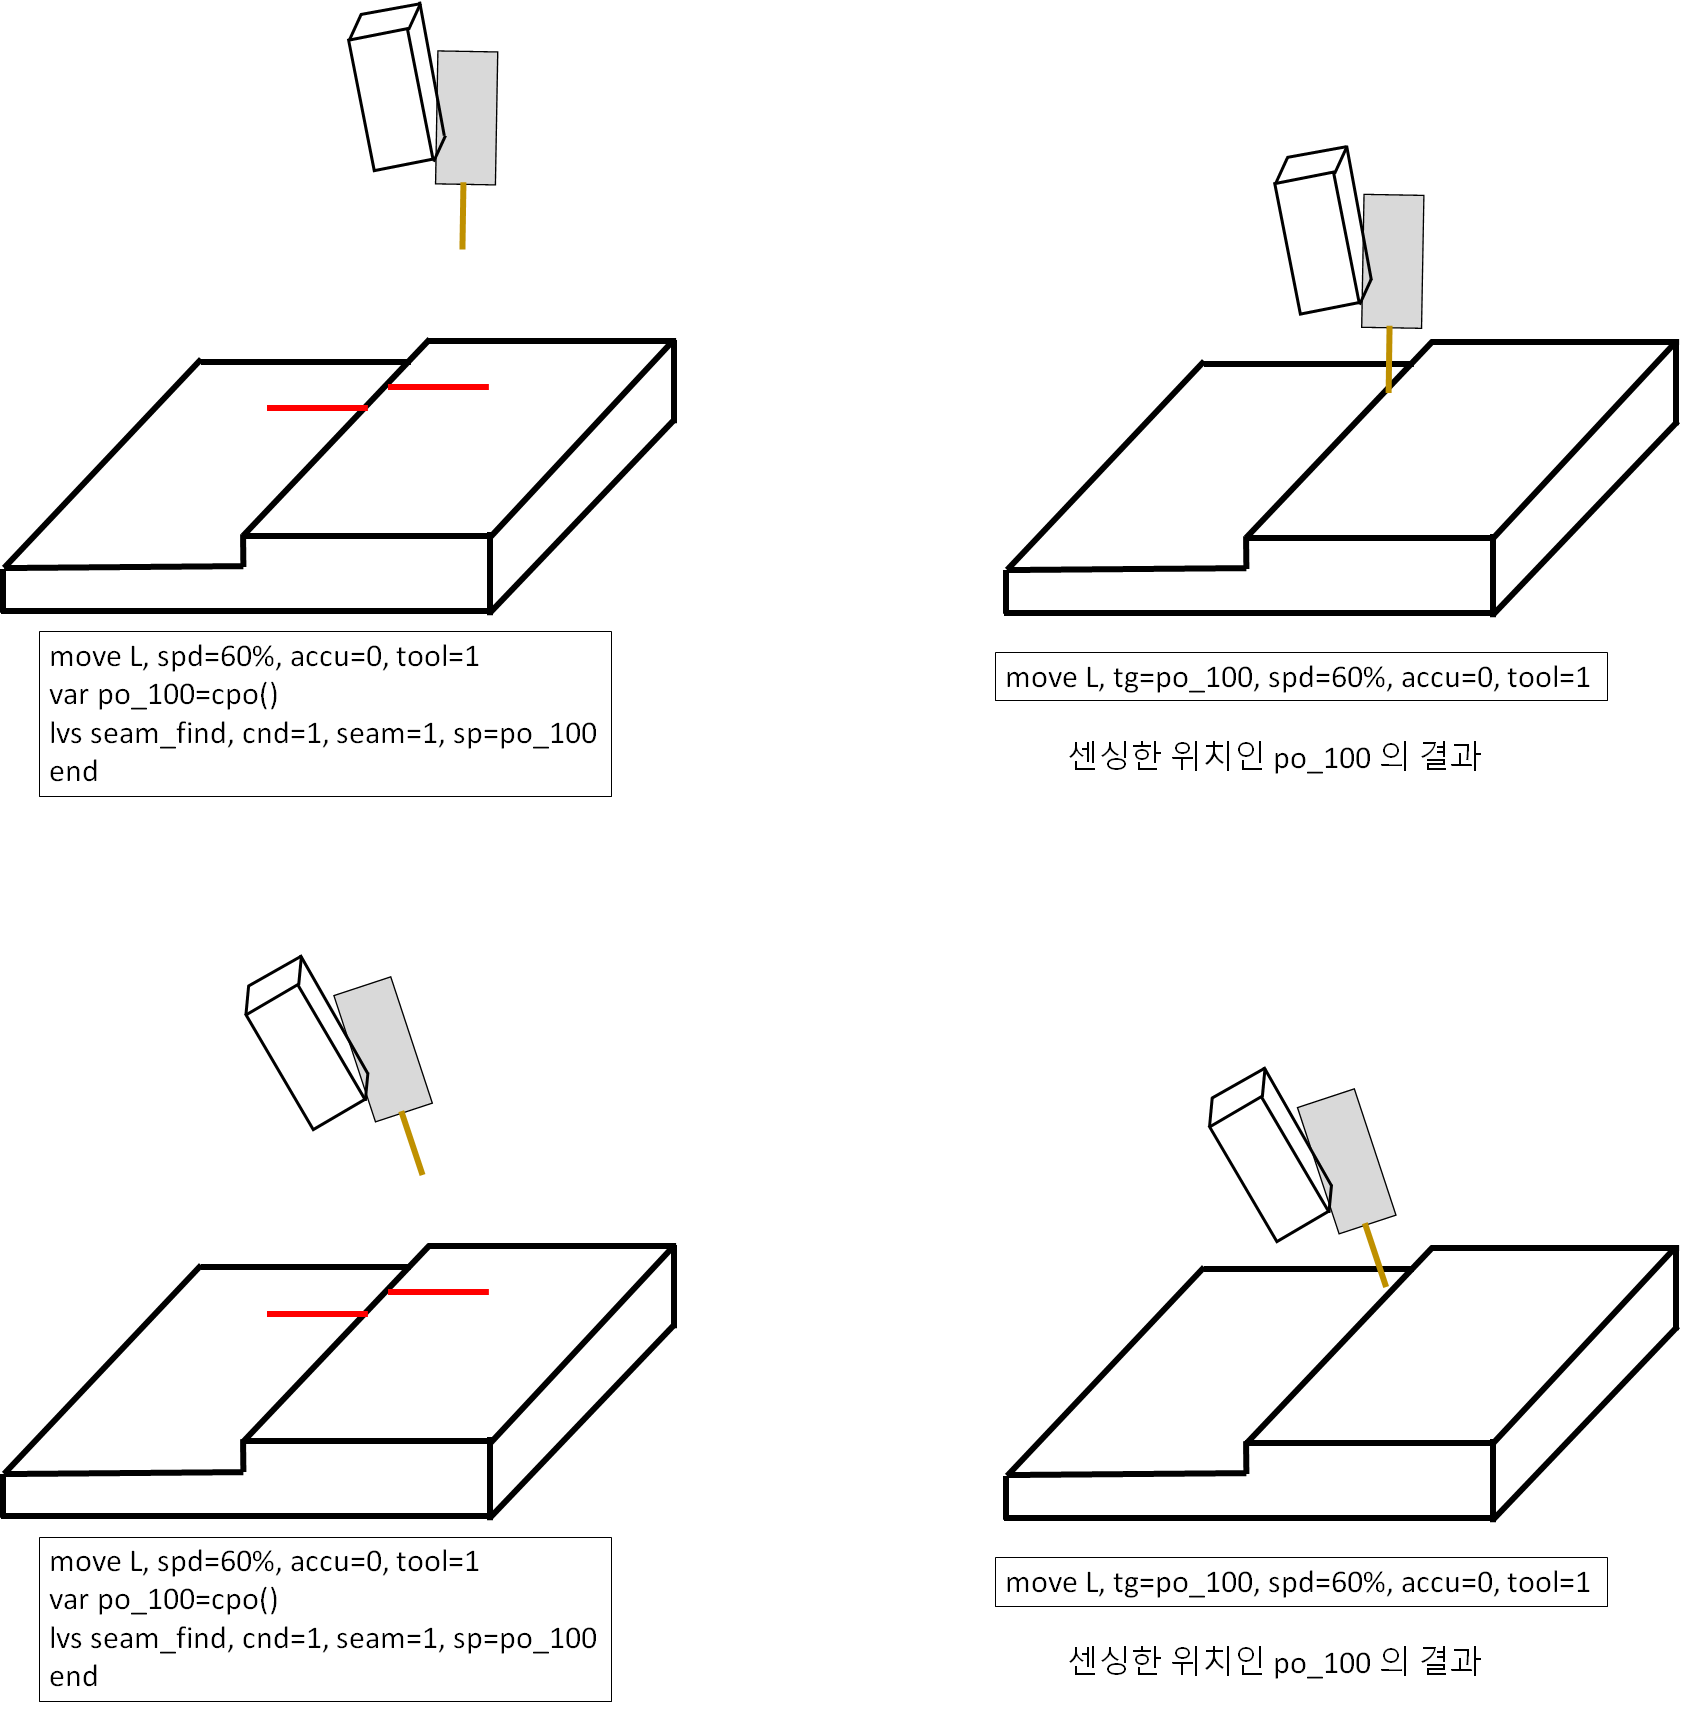 move L, spd=60%, accu=0, tool=1
var po_100=cpo()
lvs seam_find, cnd=1, seam=1, sp=po_100
end
move L, tg=po_100, spd=60%, accu=0, tool=1
센싱한 위치인 po_100 의 결과
move L, spd=60%, accu=0, tool=1
var po_100=cpo()
lvs seam_find, cnd=1, seam=1, sp=po_100
end
move L, tg=po_100, spd=60%, accu=0, tool=1
센싱한 위치인 po_100 의 결과